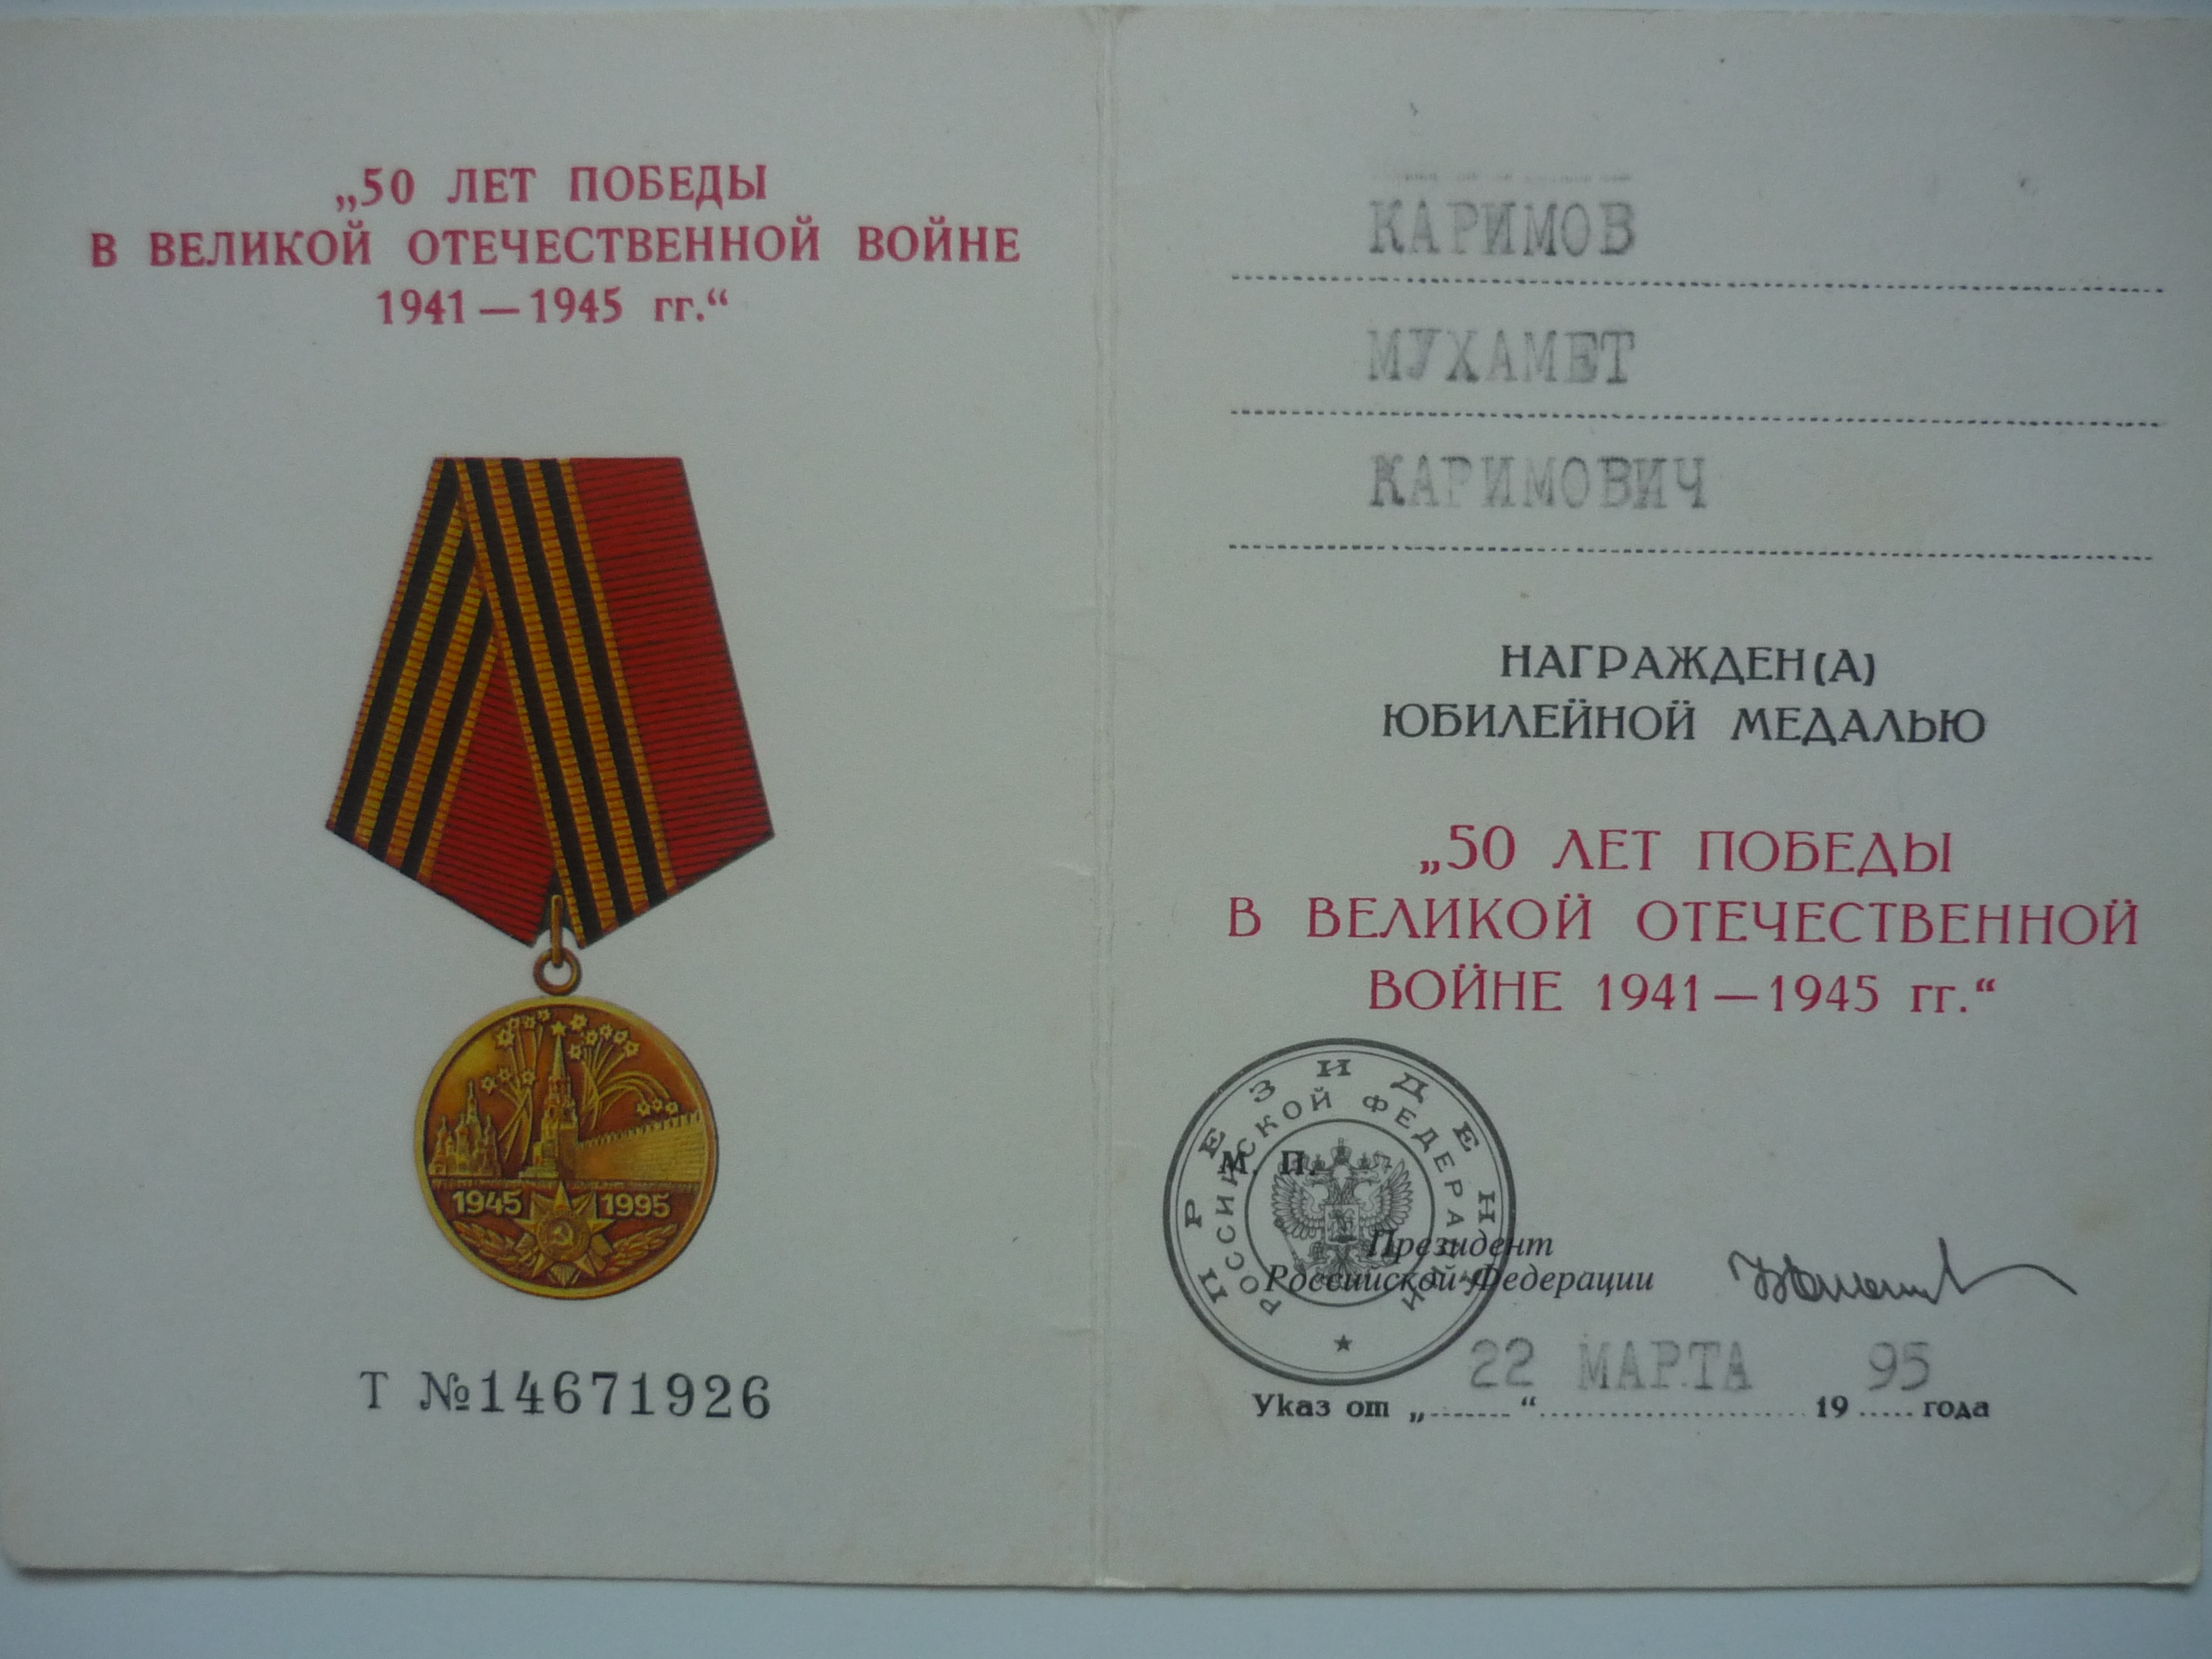 „50 ЛЕТ ПОБЕДЫ
В ВЕЛИКОЙ ОТЕЧЕСТВЕННОЙ ВОЙНЕ
1941—1945 гг.“
1945 1995
Т №14671926
КАРИМОВ
МУХАМЕТ
КАРИМОВИЧ
НАГРАЖДЕН(А)
ЮБИЛЕЙНОЙ МЕДАЛЬЮ
„50 ЛЕТ ПОБЕДЫ
В ВЕЛИКОЙ ОТЕЧЕСТВЕННОЙ
ВОЙНЕ 1941—1945 гг.“
ПРЕЗИДЕНТ
РОССИЙСКОЙ ФЕДЕРАЦИИ
М. П.
Президент
Российской Федерации
Указ от „22“ МАРТА 1995 года